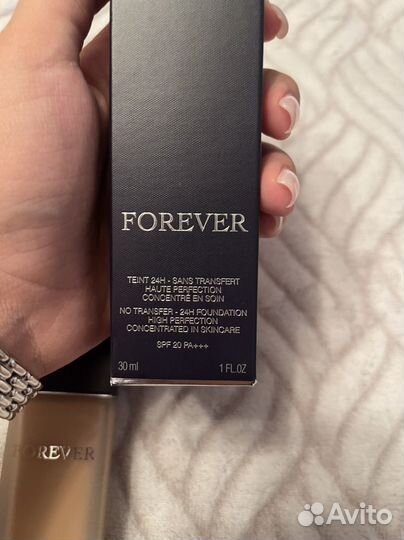 FOREVER
TEINT 24H - SANS TRANSFERT
HAUTE PERFECTION
CONCENTRÉ EN SOIN
NO TRANSFER - 24H FOUNDATION
HIGH PERFECTION
CONCENTRATED IN SKINCARE
SPF 20 PA+++
30 ml 1 FL.OZ
FOREVER
Avito